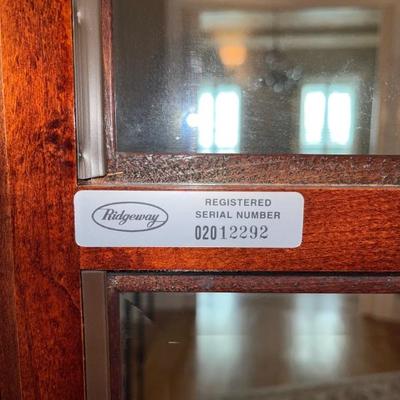 Ridgeway
REGISTERED
SERIAL NUMBER
02012292